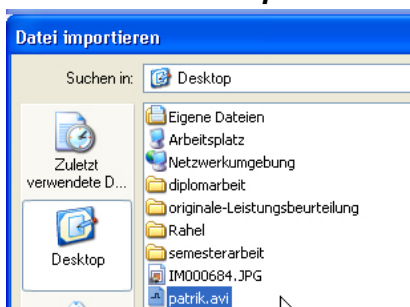 Datei importieren
Suchen in:
Desktop
Zuletzt
verwendete D...
Desktop
Eigene Dateien
Arbeitsplatz
Netzwerkumgebung
diplomarbeit
originale-Leistungsbeurteilung
Rahel
semesterarbeit
IM000684.JPG
patrik.avi